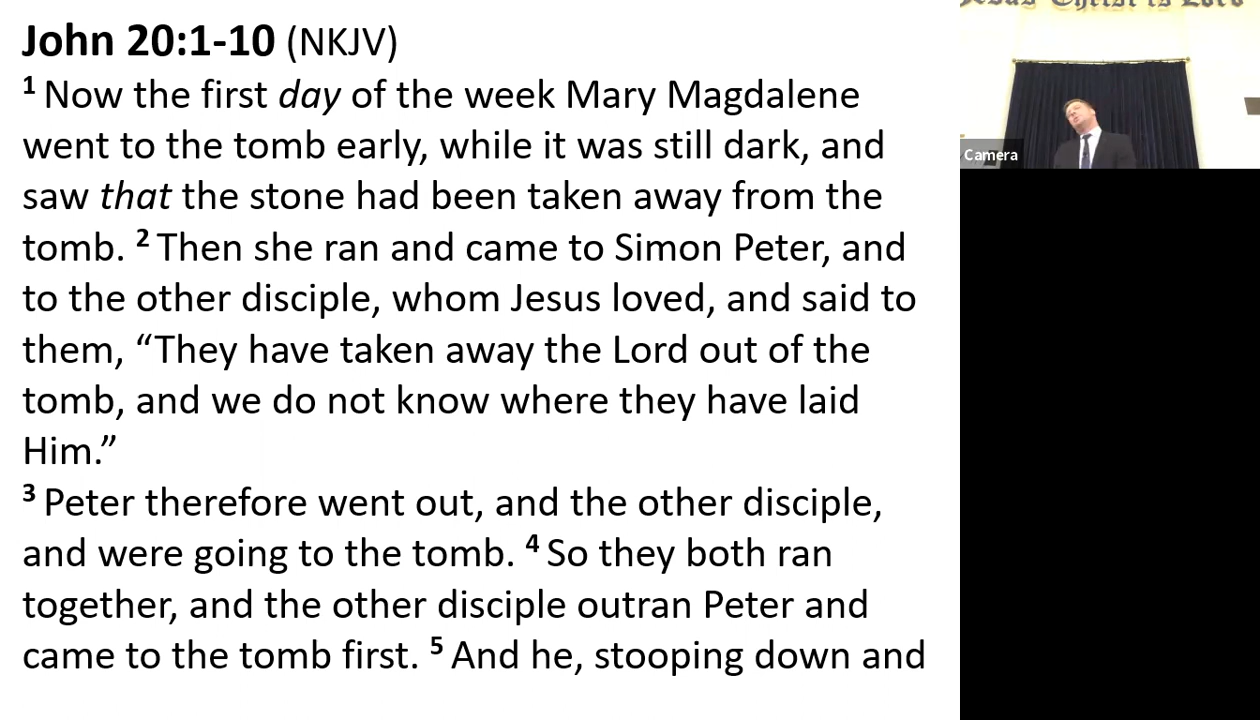 John 20:1-10 (NKJV)
1 Now the first day of the week Mary Magdalene
went to the tomb early, while it was still dark, and
saw that the stone had been taken away from the
tomb. 2 Then she ran and came to Simon Peter, and
to the other disciple, whom Jesus loved, and said to
them, “They have taken away the Lord out of the
tomb, and we do not know where they have laid
Him.”
3 Peter therefore went out, and the other disciple,
and were going to the tomb. 4 So they both ran
together, and the other disciple outran Peter and
came to the tomb first. 5 And he, stooping down and
Jesus Christ is Lord
Camera